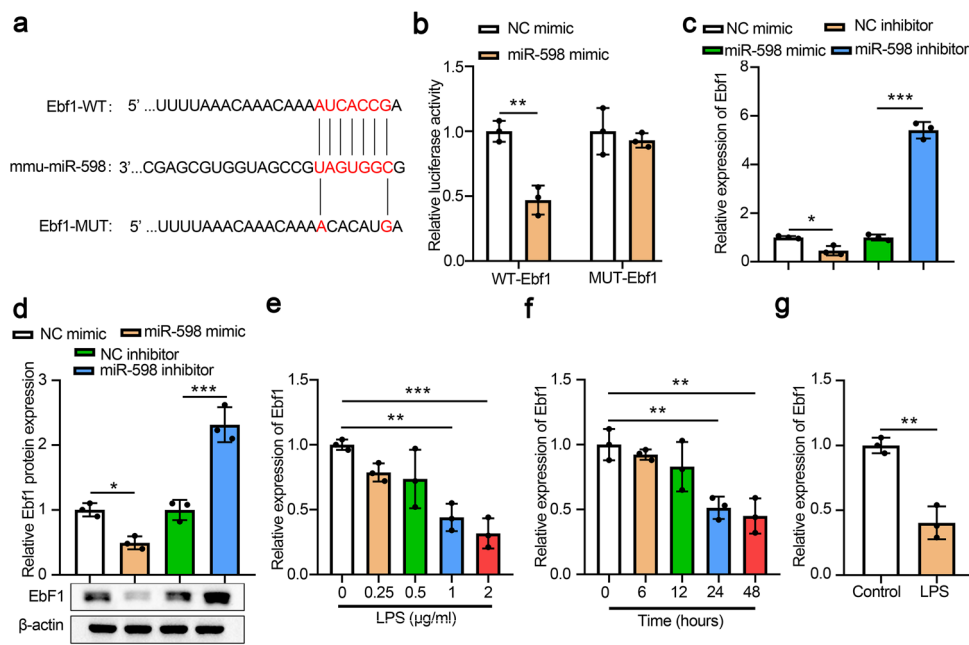 a
Ebf1-WT: 5’ ...UUUUAAACAAACAAAAUCACCGA
mmu-miR-598: 3’...CGAGCGUGGUAGCCGUAGUGGCG
Ebf1-MUT: 5’ ...UUUUAAACAAACAAAACACAUGA
b
NC mimic
miR-598 mimic
Relative luciferase activity
1.5
1.0
0.5
0.0
**
WT-Ebf1 MUT-Ebf1
c
NC mimic NC inhibitor
miR-598 mimic miR-598 inhibitor
Relative expression of Ebf1
8
6
4
2
0
*
***
d
NC mimic miR-598 mimic
NC inhibitor
miR-598 inhibitor
Relative Ebf1 protein expression
3
2
1
0
*
***
EbF1
β-actin
e
Relative expression of Ebf1
1.5
1.0
0.5
0.0
***
**
0 0.25 0.5 1 2
LPS (μg/ml)
f
Relative expression of Ebf1
1.5
1.0
0.5
0.0
**
**
0 6 12 24 48
Time (hours)
g
Relative expression of Ebf1
1.5
1.0
0.5
0.0
**
Control LPS